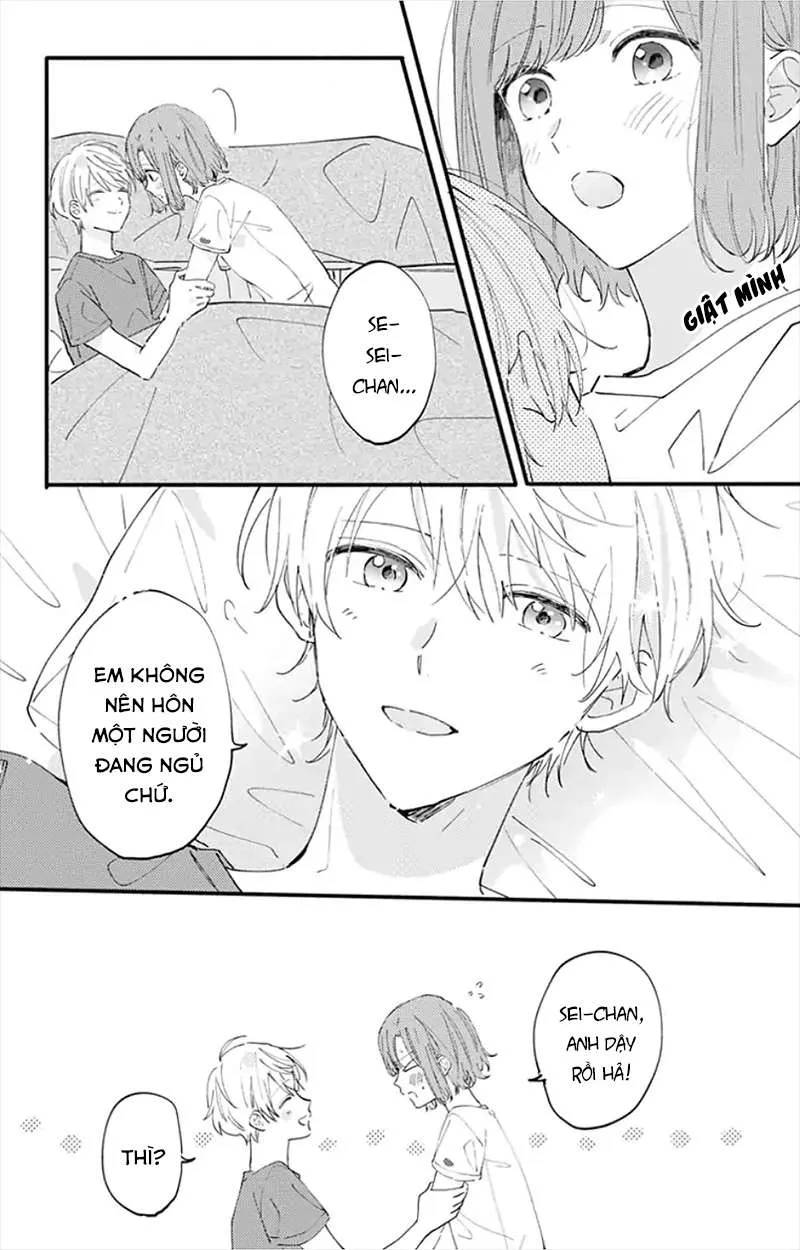 GIẬT MÌNH
SE-
SEI-
CHAN...
EM KHÔNG
NÊN HÔN
MỘT NGƯỜI
ĐANG NGỦ
CHỨ.
SEI-CHAN,
ANH DẬY
RỒI HẢ!
THÌ?